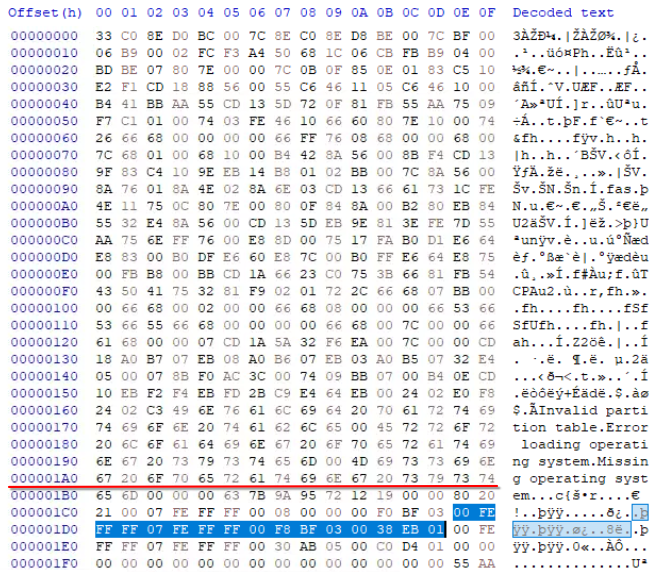 Offset(h) 00 01 02 03 04 05 06 07 08 09 0A 0B 0C 0D 0E 0F Decoded text
00000000 33 C0 8E D0 BC 00 7C 8E C0 8E D8 BE 00 7C BF 00 3ÀŽÐ¼.|ŽÀŽØ¾.|¿.
00000010 06 B9 00 02 FC F3 A4 50 68 1C 06 CB FB B9 04 00 .¹..üó¤Ph..Ëû¹..
00000020 BD BE 07 80 7E 00 00 7C 0B 0F 85 0E 01 83 C5 10 ½¾.€~..|..…..ƒÅ.
00000030 E2 F1 CD 18 88 56 00 55 C6 46 11 05 C6 46 10 00 âñÍ.ˆV.UÆF..ÆF..
00000040 B4 41 BB AA 55 CD 13 5D 72 0F 81 FB 55 AA 75 09 ´A»ªUÍ.]r..ûUªu.
00000050 F7 C1 01 00 74 03 FE 46 10 66 60 80 7E 10 00 74 ÷Á..t.þF.f`€~..t
00000060 26 66 68 00 00 00 00 66 FF 76 08 68 00 00 68 00 &fh....fÿv.h..h.
00000070 7C 68 01 00 68 10 00 B4 42 8A 56 00 8B F4 CD 13 |h..h..´BŠV.‹ôÍ.
00000080 9F 83 C4 10 9E EB 14 B8 01 02 BB 00 7C 8A 56 00 ŸƒÄ.žë.¸..».|ŠV.
00000090 8A 76 01 8A 4E 02 8A 6E 03 CD 13 66 61 73 1C FE Šv.ŠN.Šn.Í.fas.þ
000000A0 4E 11 75 0C 80 7E 00 80 0F 84 8A 00 B2 80 EB 84 N.u.€~.€.„Š.²€ë„
000000B0 55 32 E4 8A 56 00 CD 13 5D EB 9E 81 3E FE 7D 55 U2äŠV.Í.]ëž.>þ}U
000000C0 AA 75 6E FF 76 00 E8 8D 00 75 17 FA B0 D1 E6 64 ªunÿv.è..u.ú°Ñæd
000000D0 E8 83 00 B0 DF E6 60 E8 7C 00 B0 FF E6 64 E8 75 èƒ.°ßæ`è|.°ÿædèu
000000E0 00 FB B8 00 BB CD 1A 66 23 C0 75 3B 66 81 FB 54 .û¸.»Í.f#Àu;f.ûT
000000F0 43 50 41 75 32 81 F9 02 01 72 2C 66 68 07 BB 00 CPAu2.ù..r,fh.».
00000100 00 66 68 00 02 00 00 66 68 08 00 00 00 66 53 66 .fh....fh....fSf
00000110 53 66 55 66 68 00 00 00 00 66 68 00 7C 00 00 66 SfUfh....fh.|..f
00000120 61 68 00 00 07 CD 1A 5A 32 F6 EA 00 7C 00 00 CD ah...Í.Z2öê.|..Í
00000130 18 A0 B7 07 EB 08 A0 B6 07 EB 03 A0 B5 07 32 E4 . ·.ë. ¶.ë. µ.2ä
00000140 05 00 07 8B F0 AC 3C 00 74 09 BB 07 00 B4 0E CD ...‹ð¬<.t.»..´.Í
00000150 10 EB F2 F4 EB FD 2B C9 E4 64 EB 00 24 02 E0 F8 .ëòôëý+Éädë.$.àø
00000160 24 02 C3 49 6E 76 61 6C 69 64 20 70 61 72 74 69 $.ÃInvalid parti
00000170 74 69 6F 6E 20 74 61 62 6C 65 00 45 72 72 6F 72 tion table.Error
00000180 20 6C 6F 61 64 69 6E 67 20 6F 70 65 72 61 74 69 loading operati
00000190 6E 67 20 73 79 73 74 65 6D 00 4D 69 73 73 69 6E ng system.Missin
000001A0 67 20 6F 70 65 72 61 74 69 6E 67 20 73 79 73 74 g operating syst
000001B0 65 6D 00 00 00 63 7B 9A 95 72 12 19 00 00 80 20 em...c{š•r....€
000001C0 21 00 07 FE FF FF 00 08 00 00 00 F0 BF 03 00 FE !..þÿÿ.....ð¿..þ
000001D0 FF FF 07 FE FF FF 00 F8 BF 03 00 38 EB 01 00 FE ÿÿ.þÿÿ.ø¿..8ë..þ
000001E0 FF FF 07 FE FF FF 00 30 AB 05 00 C0 D4 01 00 00 ÿÿ.þÿÿ.0«..ÀÔ...
000001F0 00 00 00 00 00 00 00 00 00 00 00 00 00 00 55 AA ..............Uª